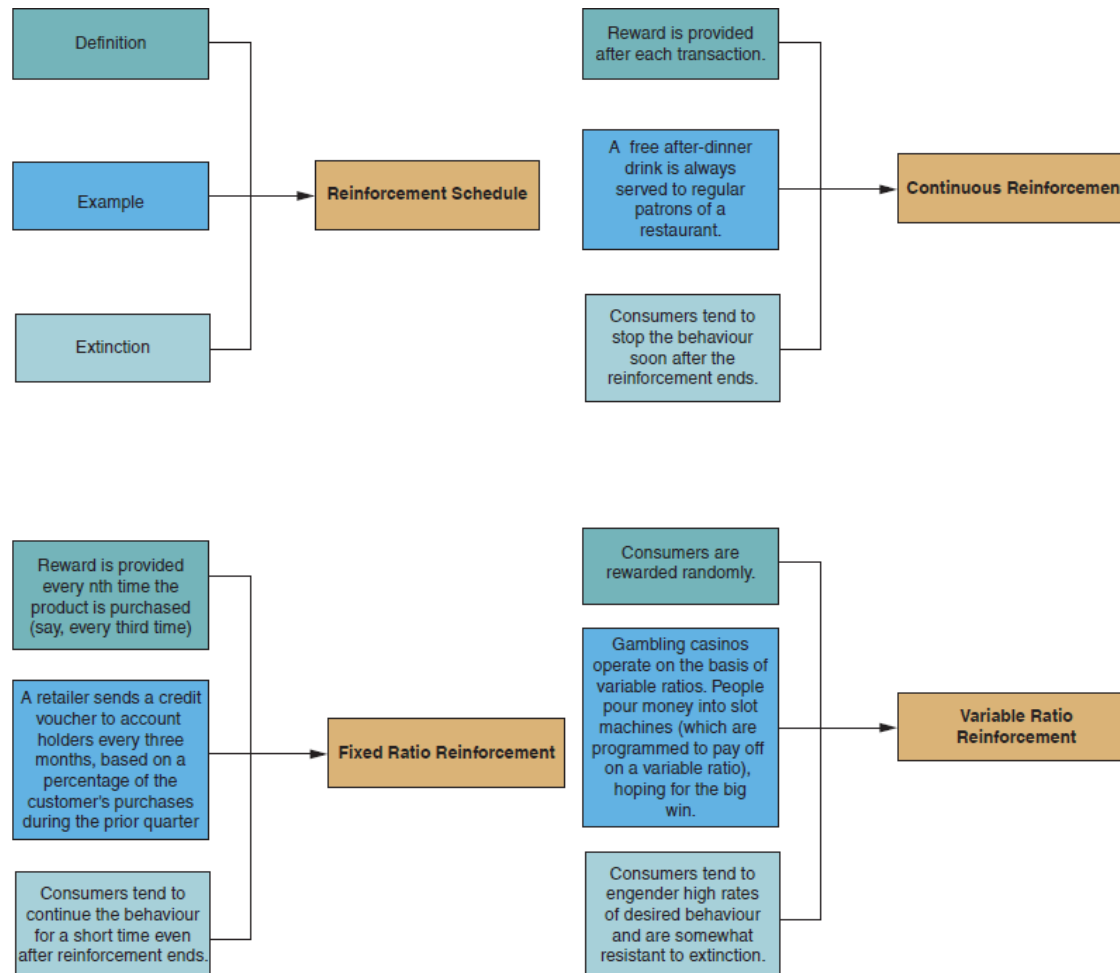 Definition
Example
Extinction
Reinforcement Schedule
Reward is provided
after each transaction.
A free after-dinner
drink is always
served to regular
patrons of a
restaurant.
Consumers tend to
stop the behaviour
soon after the
reinforcement ends.
Continuous Reinforcemen
Reward is provided
every nth time the
product is purchased
(say, every third time)
A retailer sends a credit
voucher to account
holders every three
months, based on a
percentage of the
customer's purchases
during the prior quarter
Consumers tend to
continue the behaviour
for a short time even
after reinforcement ends.
Fixed Ratio Reinforcement
Consumers are
rewarded randomly.
Gambling casinos
operate on the basis of
variable ratios. People
pour money into slot
machines (which are
programmed to pay off
on a variable ratio),
hoping for the big
win.
Consumers tend to
engender high rates
of desired behaviour
and are somewhat
resistant to extinction.
Variable Ratio
Reinforcement